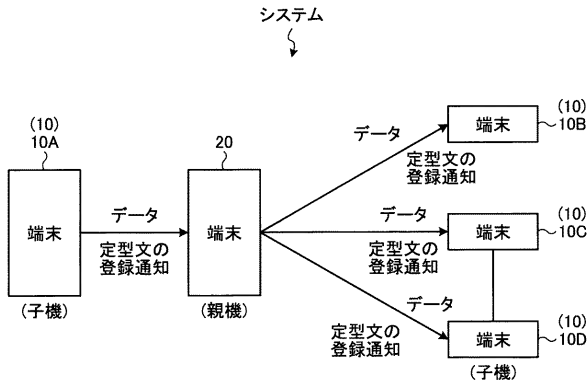 システム
(10)
10A
端末
(子機)
データ
定型文の
登録通知
20
端末
(親機)
データ
定型文の
登録通知
端末
(10)
10B
データ
定型文の
登録通知
端末
(10)
10C
データ
定型文の
登録通知
端末
(10)
10D
(子機)